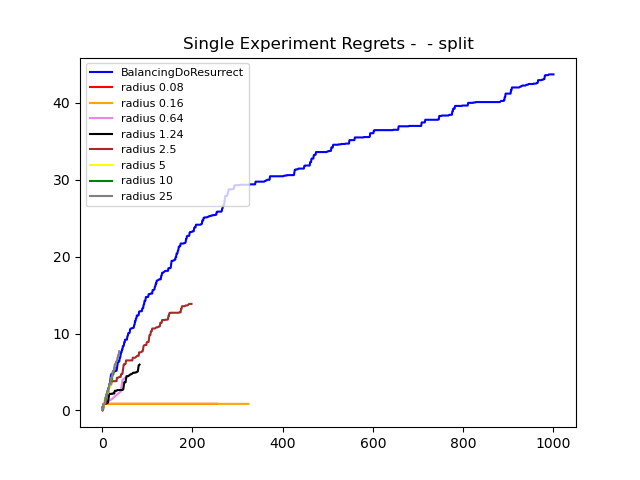 Single Experiment Regrets -  - split
BalancingDoResurrect
radius 0.08
radius 0.16
radius 0.64
radius 1.24
radius 2.5
radius 5
radius 10
radius 25
40
30
20
10
0
0 200 400 600 800 1000